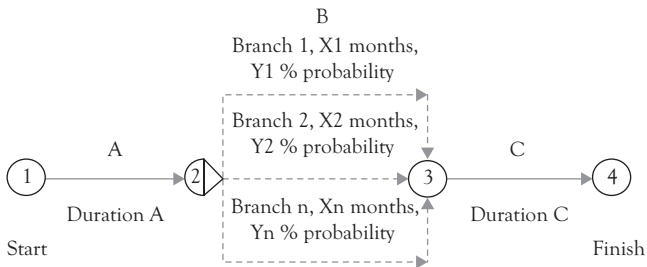 B
Branch 1, X1 months,
Y1 % probability
Branch 2, X2 months,
Y2 % probability
A
C
1
2
3
4
Duration A
Branch n, Xn months,
Yn % probability
Duration C
Start
Finish